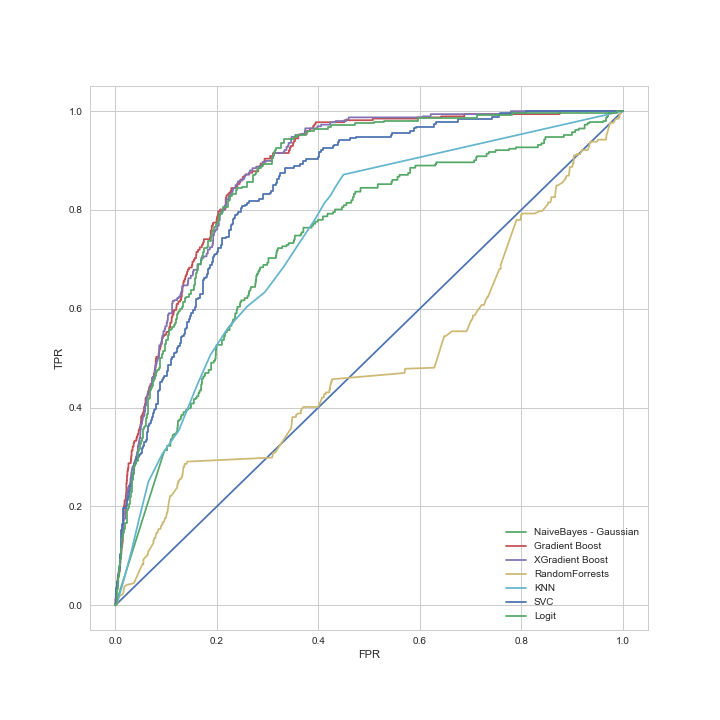 1.0
0.8
0.6
0.4
0.2
0.0
TPR
NaiveBayes - Gaussian
Gradient Boost
XGradient Boost
RandomForrests
KNN
SVC
Logit
0.0 0.2 0.4 0.6 0.8 1.0
FPR